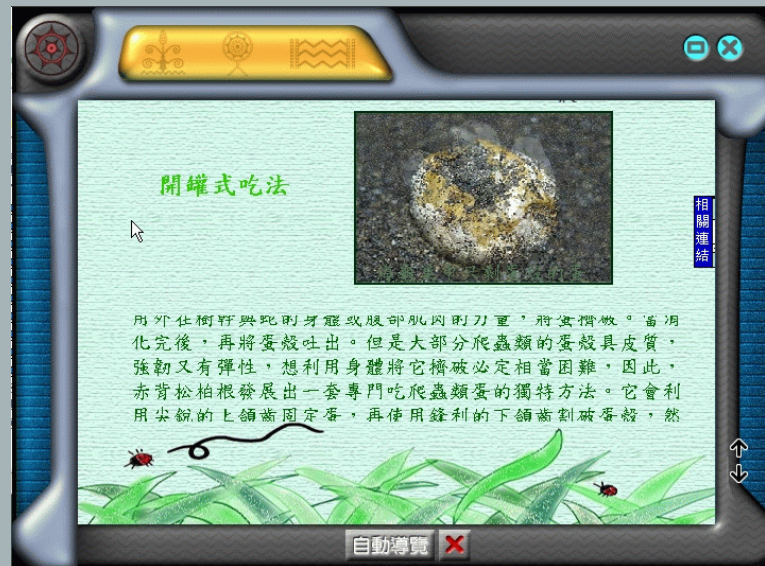 開罐式吃法
相關連結
用外在樹幹與蛇的身體或腹部肌肉的力量，將蛋擠破。當消
化完後，再將蛋殼吐出。但是大部分爬蟲類的蛋殼具皮質，
強韌又有彈性，想利用身體將它擠破必定相當困難，因此，
赤背松柏根發展出一套專門吃爬蟲類蛋的獨特方法。它會利
用尖銳的上頷齒固定蛋，再使用鋒利的下頷齒割破蛋殼，然
自動導覽